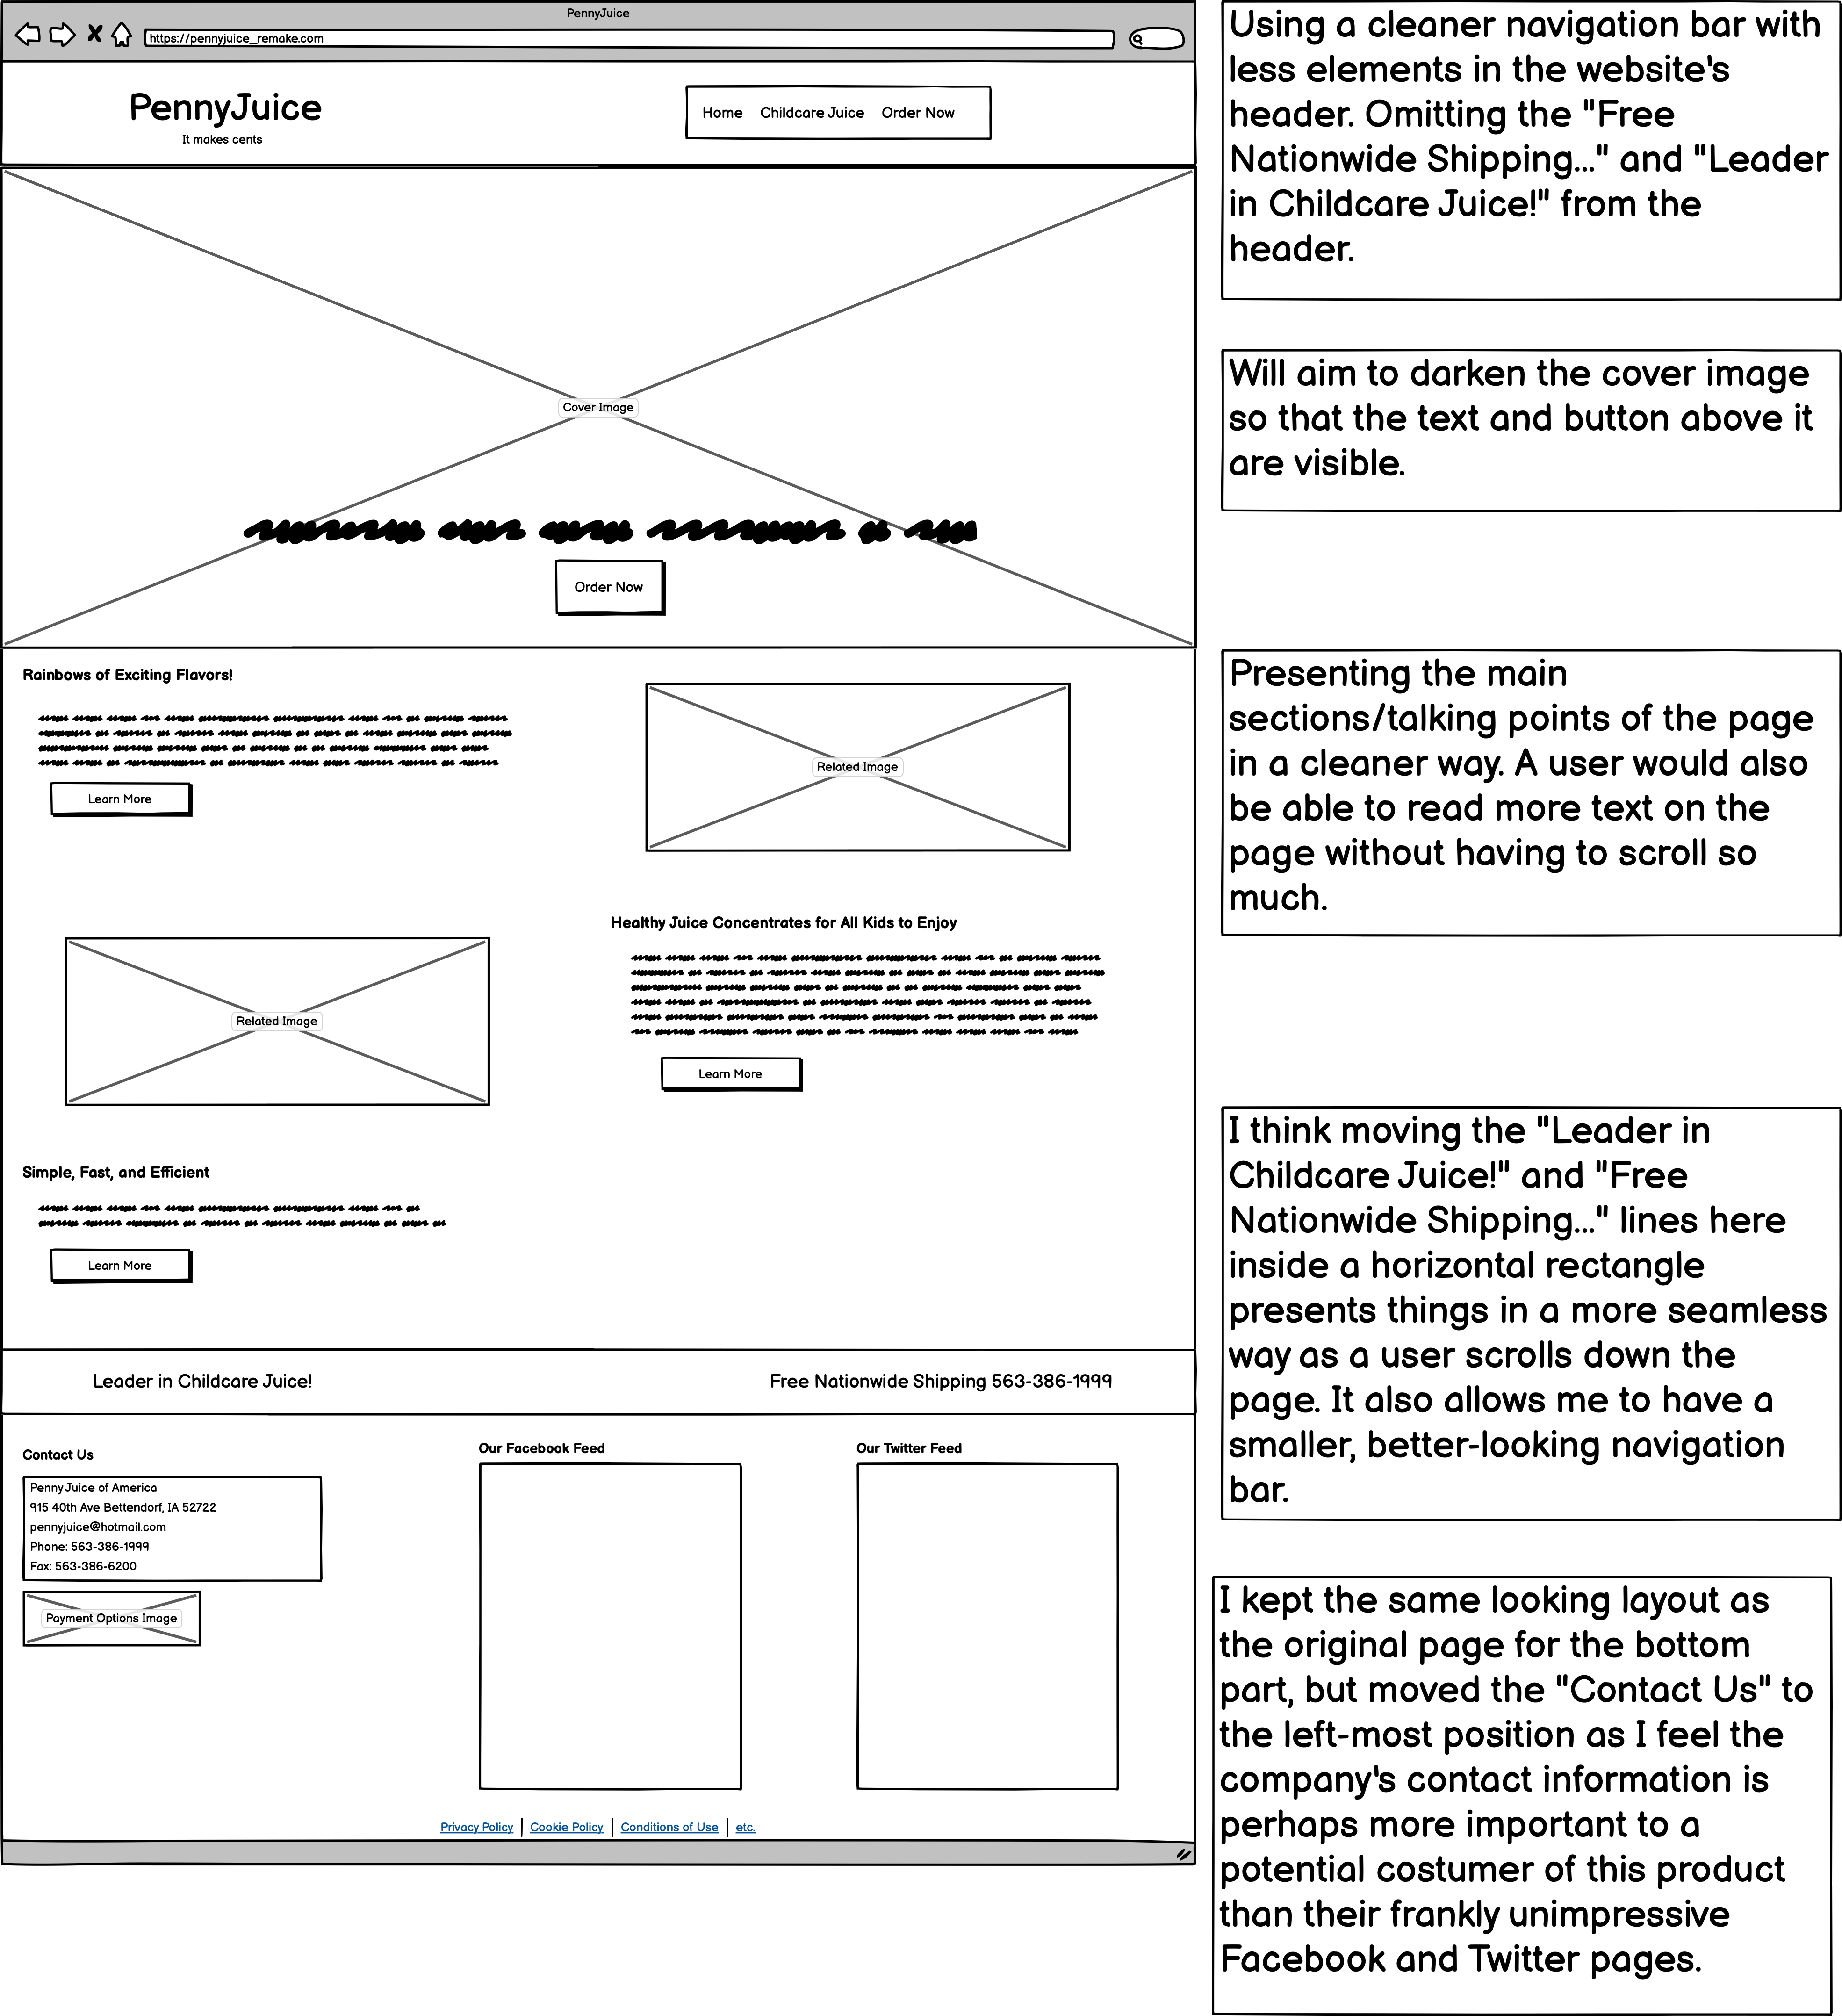 PennyJuice
https://pennyjuice_remake.com
PennyJuice
It makes cents
Home Childcare Juice Order Now
Cover Image
Order Now
Rainbows of Exciting Flavors!
Learn More
Related Image
Healthy Juice Concentrates for All Kids to Enjoy
Related Image
Learn More
Simple, Fast, and Efficient
Learn More
Leader in Childcare Juice!
Free Nationwide Shipping 563-386-1999
Contact Us
Penny Juice of America
915 40th Ave Bettendorf, IA 52722
pennyjuice@hotmail.com
Phone: 563-386-1999
Fax: 563-386-6200
Payment Options Image
Our Facebook Feed
Our Twitter Feed
Privacy Policy | Cookie Policy | Conditions of Use | etc.
Using a cleaner navigation bar with
less elements in the website's
header. Omitting the "Free
Nationwide Shipping..." and "Leader
in Childcare Juice!" from the
header.
Will aim to darken the cover image
so that the text and button above it
are visible.
Presenting the main
sections/talking points of the page
in a cleaner way. A user would also
be able to read more text on the
page without having to scroll so
much.
I think moving the "Leader in
Childcare Juice!" and "Free
Nationwide Shipping..." lines here
inside a horizontal rectangle
presents things in a more seamless
way as a user scrolls down the
page. It also allows me to have a
smaller, better-looking navigation
bar.
I kept the same looking layout as
the original page for the bottom
part, but moved the "Contact Us" to
the left-most position as I feel the
company's contact information is
perhaps more important to a
potential costumer of this product
than their frankly unimpressive
Facebook and Twitter pages.